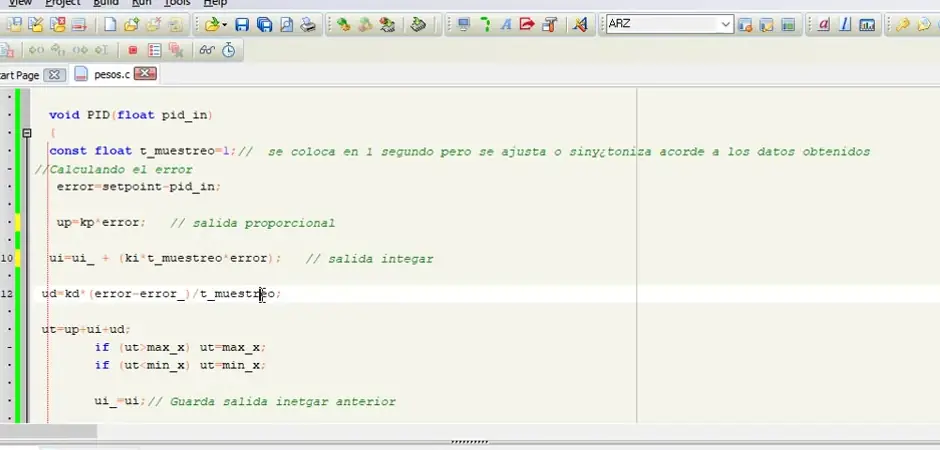 View Project Build Run Tools Help
ARZ
Start Page pesos.c
void PID(float pid_in)
{
const float t_muestreo=1;// se coloca en 1 segundo pero se ajusta o siny¿toniza acorde a los datos obtenidos
//Calculando el error
error=setpoint-pid_in;
up=kp*error; // salida proporcional
10 ui=ui_ + (ki*t_muestreo*error); // salida integar
12 ud=kd*(error-error_)/t_muestreo;
ut=up+ui+ud;
if (ut>max_x) ut=max_x;
if (ut<min_x) ut=min_x;
ui_=ui;// Guarda salida inetgar anterior